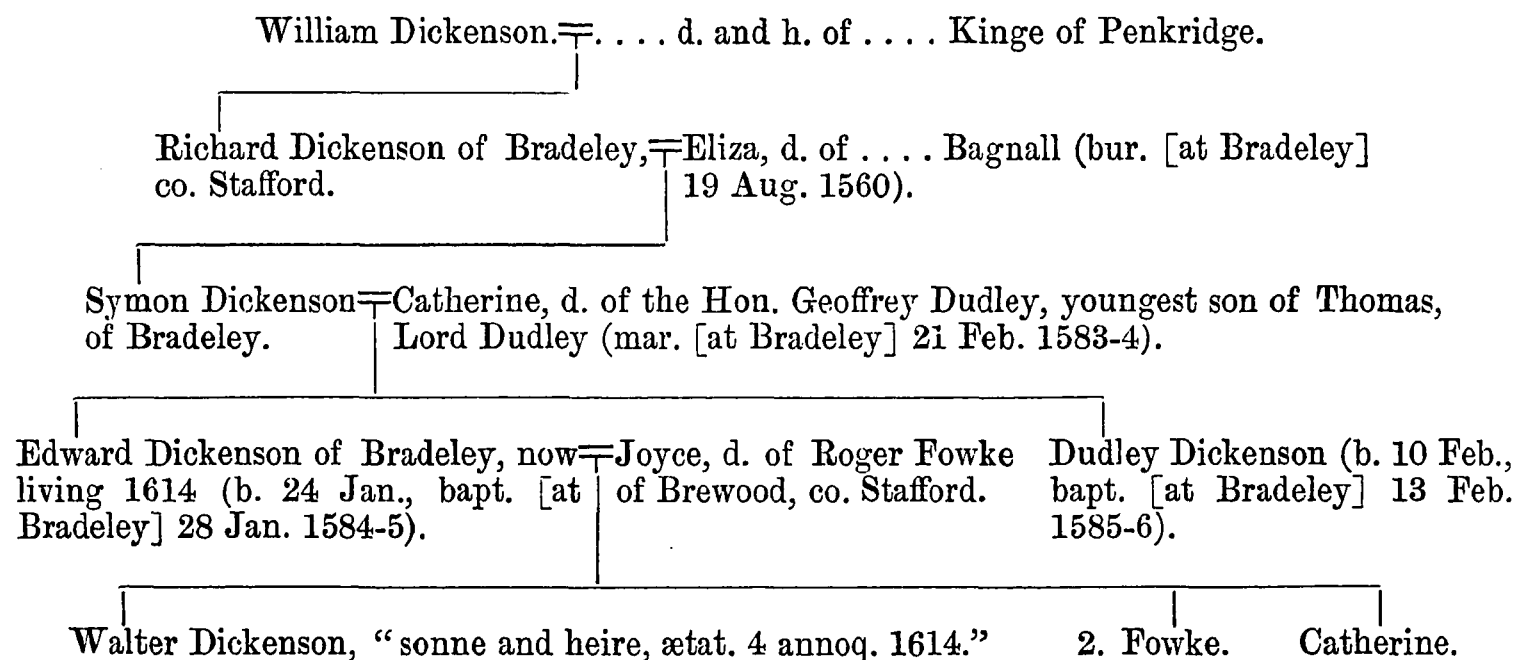 William Dickenson.=. . . . d. and h. of . . . . Kinge of Penkridge.
Richard Dickenson of Bradeley,=Eliza, d. of . . . . Bagnall (bur. [at Bradeley]
co. Stafford.
19 Aug. 1560).
Symon Dickenson=Catherine, d. of the Hon. Geoffrey Dudley, youngest son of Thomas,
of Bradeley.
Lord Dudley (mar. [at Bradeley] 21 Feb. 1583-4).
Edward Dickenson of Bradeley, now=
living 1614 (b. 24 Jan., bapt. [at
Bradeley] 28 Jan. 1584-5).
Joyce, d. of Roger Fowke
of Brewood, co. Stafford.
Dudley Dickenson (b. 10 Feb.,
bapt. [at Bradeley] 13 Feb.
1585-6).
Walter Dickenson, “sonne and heire, ætat. 4 annoq. 1614.”
2. Fowke.
Catherine.